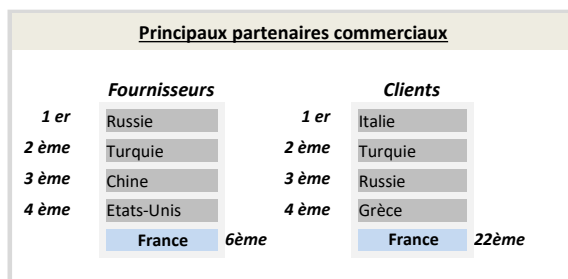 Principaux partenaires commerciaux
Fournisseurs Clients
1 er Russie 1 er Italie
2 ème Turquie 2 ème Turquie
3 ème Chine 3 ème Russie
4 ème Etats-Unis 4 ème Grèce
France 6ème France 22ème